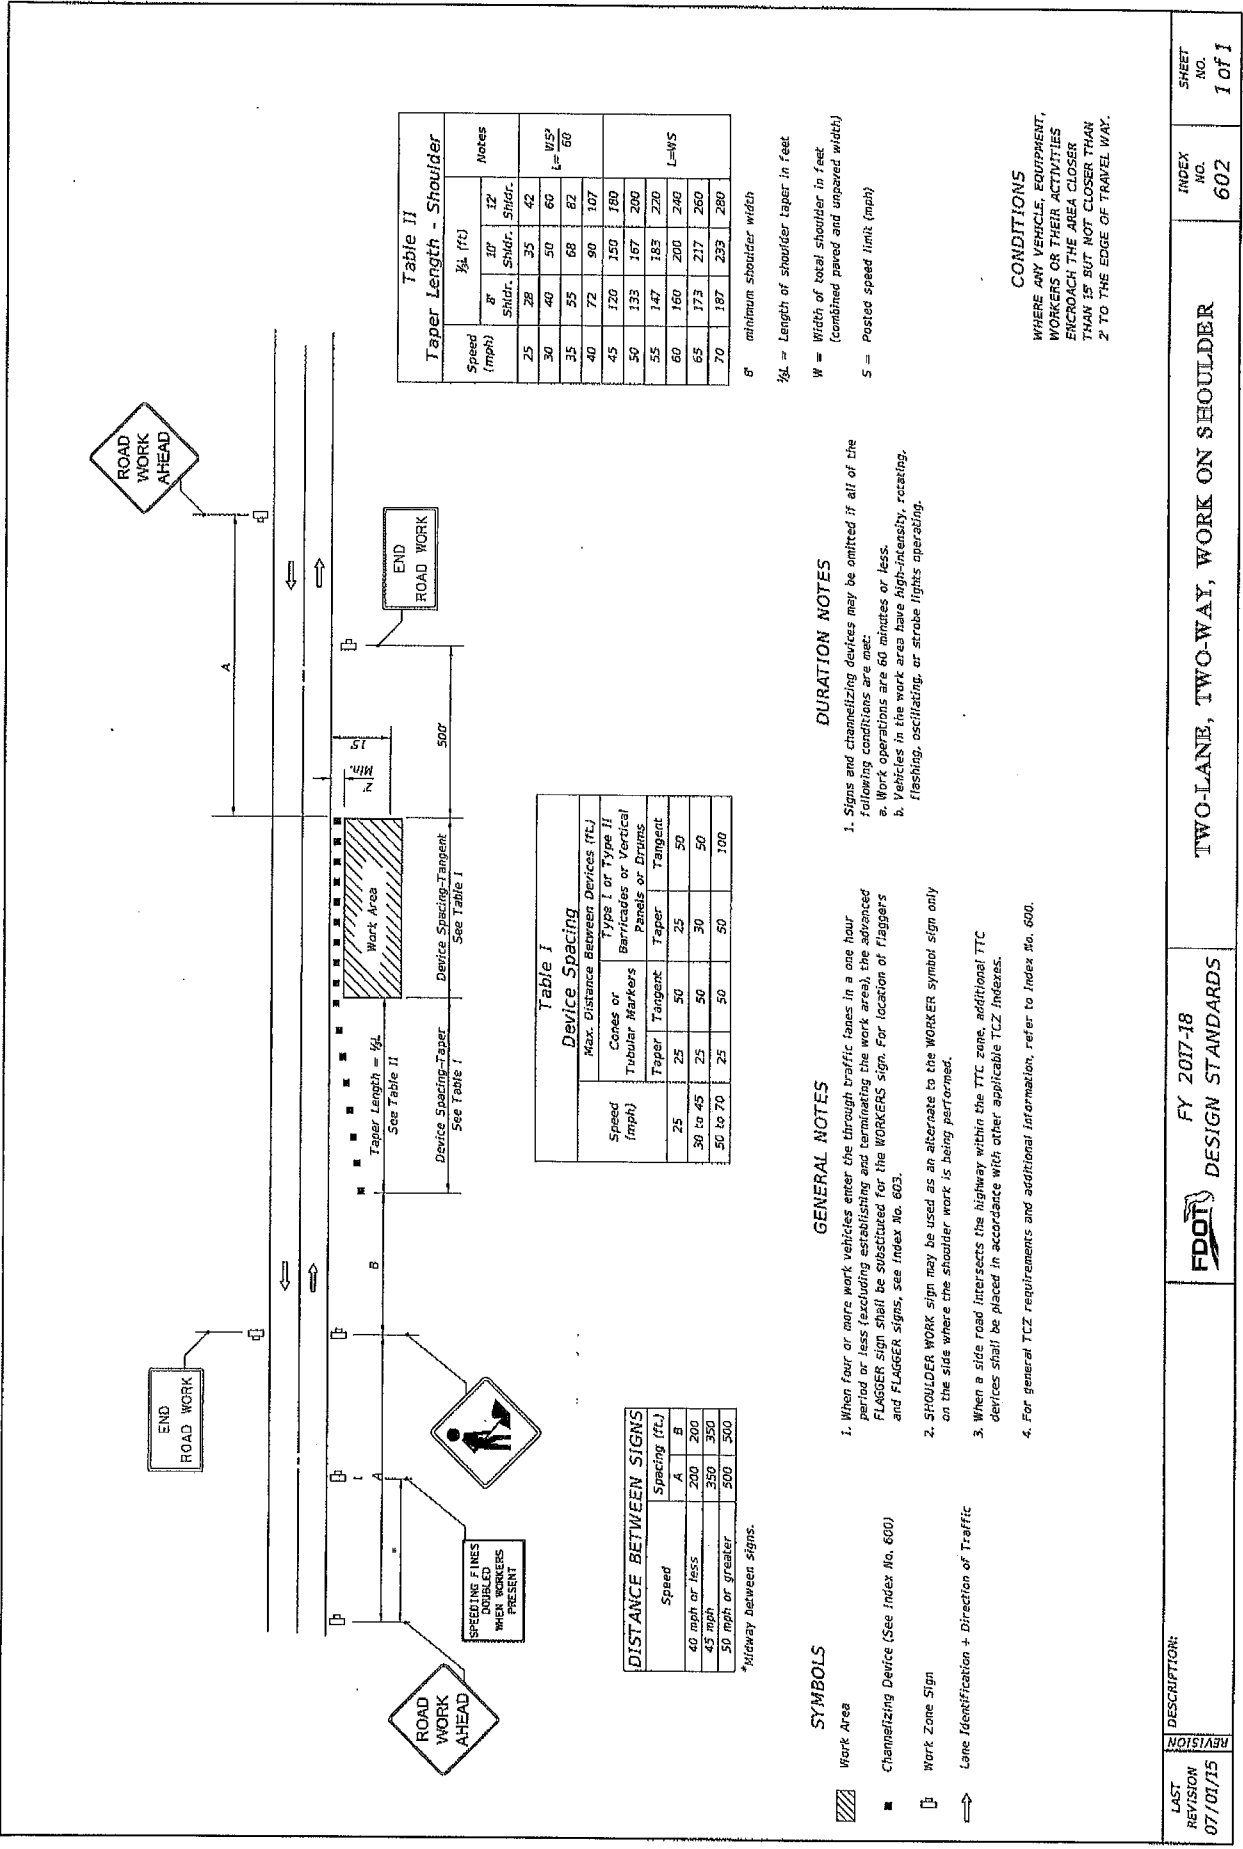 ROAD
WORK
AHEAD
A
END
ROAD WORK
END
ROAD WORK
ROAD
WORK
AHEAD
SPEEDING FINES
DOUBLED
WHEN WORKERS
PRESENT
*
A
B
Taper Length = ⅓L
See Table II
Work Area
2'
Min.
15'
Device Spacing-Taper
See Table I
Device Spacing-Tangent
See Table I
500'
Table II
Taper Length - Shoulder
Speed (mph) ⅓L (ft) Notes
8' Shldr. 10' Shldr. 12' Shldr.
25 28 35 42 L= WS²/60
30 40 50 60
35 55 68 82
40 72 90 107
45 120 150 180 L=WS
50 133 167 200
55 147 183 220
60 160 200 240
65 173 217 260
70 187 233 280
8' minimum shoulder width
⅓L = Length of shoulder taper in feet
W = Width of total shoulder in feet
(combined paved and unpaved width)
S = Posted speed limit (mph)
Table I
Device Spacing
Speed (mph) Max. Distance Between Devices (ft.)
Cones or Tubular Markers Type I or Type II Barricades or Vertical Panels or Drums
Taper Tangent Taper Tangent
25 25 50 25 50
30 to 45 25 50 30 50
50 to 70 25 50 50 100
DISTANCE BETWEEN SIGNS
Speed Spacing (ft.)
A B
40 mph or less 200 200
45 mph 350 350
50 mph or greater 500 500
*Midway between signs.
SYMBOLS
Work Area
Channelizing Device (See Index No. 600)
Work Zone Sign
Lane Identification + Direction of Traffic
GENERAL NOTES
1. When four or more work vehicles enter the through traffic lanes in a one hour
period or less (excluding establishing and terminating the work area), the advanced
FLAGGER sign shall be substituted for the WORKERS sign. For location of flaggers
and FLAGGER signs, see Index No. 603.
2. SHOULDER WORK sign may be used as an alternate to the WORKER symbol sign only
on the side where the shoulder work is being performed.
3. When a side road intersects the highway within the TTC zone, additional TTC
devices shall be placed in accordance with other applicable TCZ Indexes.
4. For general TCZ requirements and additional information, refer to Index No. 600.
DURATION NOTES
1. Signs and channelizing devices may be omitted if all of the
following conditions are met:
a. Work operations are 60 minutes or less.
b. Vehicles in the work area have high-intensity, rotating,
flashing, oscillating, or strobe lights operating.
CONDITIONS
WHERE ANY VEHICLE, EQUIPMENT,
WORKERS OR THEIR ACTIVITIES
ENCROACH THE AREA CLOSER
THAN 15' BUT NOT CLOSER THAN
2' TO THE EDGE OF TRAVEL WAY.
LAST
REVISION
07/01/15
REVISION
DESCRIPTION:
FDOT
FY 2017-18
DESIGN STANDARDS
TWO-LANE, TWO-WAY, WORK ON SHOULDER
INDEX
NO.
602
SHEET
NO.
1 of 1